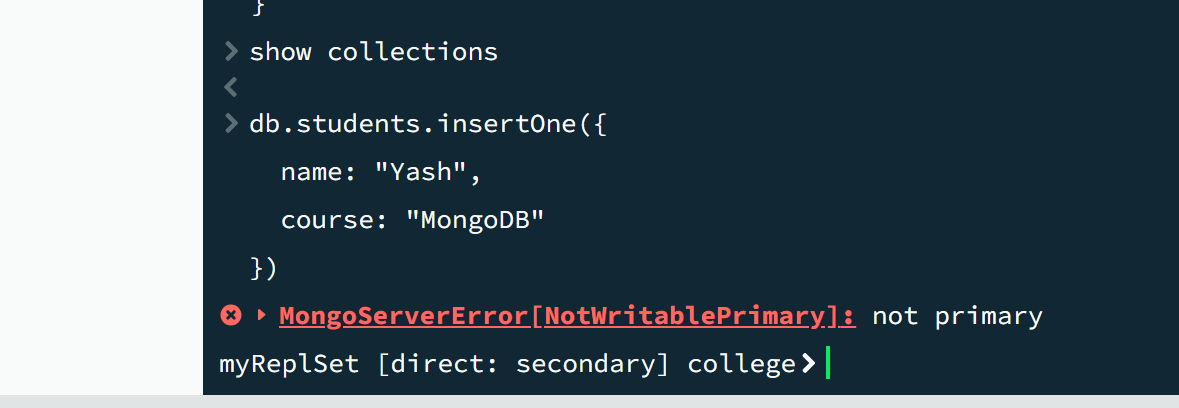 }
show collections
db.students.insertOne({
name: "Yash",
course: "MongoDB"
})
MongoServerError[NotWritablePrimary]: not primary
myReplSet [direct: secondary] college>